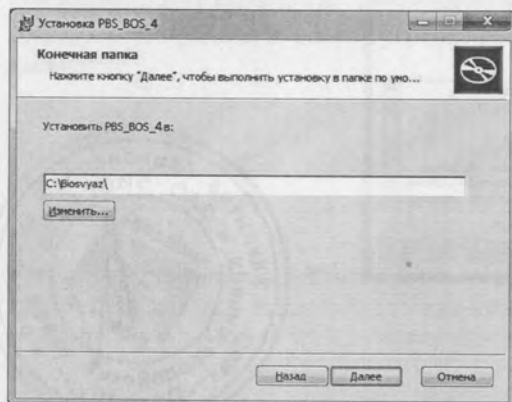 Установка PBS_BOS_4
Конечная папка
Нажмите кнопку "Далее", чтобы выполнить установку в папке по умо...
Установить PBS_BOS_4 в:
C:\Biosvyaz\
Изменить...
Назад
Далее
Отмена